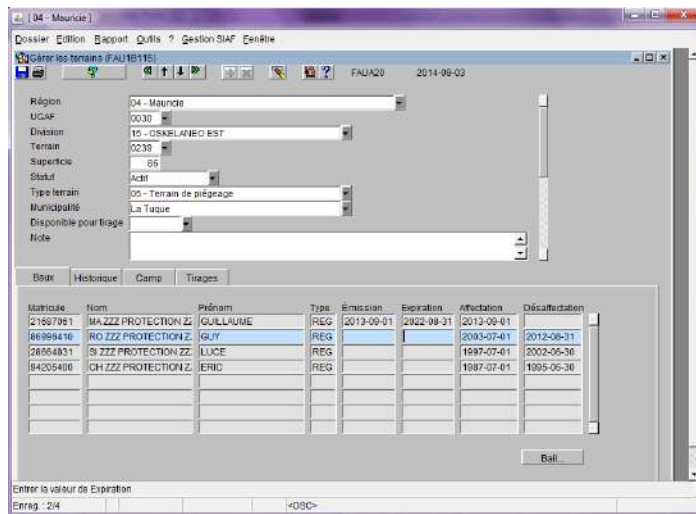 [ 04 - Mauricie ]
Dossier Edition Rapport Outils ? Gestion SIAF Fenêtre
Gérer les terrains (FAU1B11S)
FAUA20 2014-09-03
Région 04 - Mauricie
UGAF 0030
Division 15 - OSKELANEO EST
Terrain 0239
Superficie 86
Statut Actif
Type terrain 05 - Terrain de piégeage
Municipalité La Tuque
Disponible pour tirage
Note
Baux Historique Camp Tirages
Matricule Nom Prénom Type Émission Expiration Affectation Désaffectation
21697061 MA ZZZ PROTECTION ZZ GUILLAUME REG 2013-09-01 2022-08-31 2013-09-01
86996410 RO ZZZ PROTECTION Z. GUY REG 2003-07-01 2012-08-31
28664831 SI ZZZ PROTECTION ZZ. LUCE REG 1997-07-01 2002-06-30
94205400 CH ZZZ PROTECTION Z. ERIC REG 1987-07-01 1995-06-30
Bail...
Entrer la valeur de Expiration
Enreg. : 2/4 <OSC>